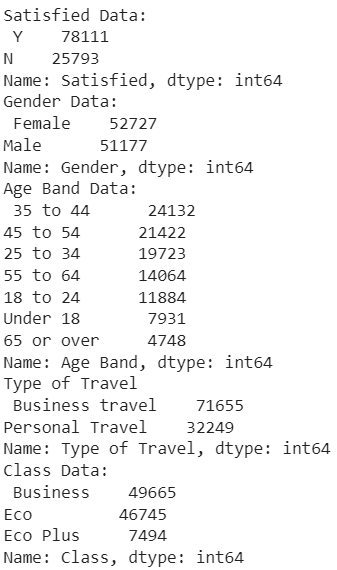 Satisfied Data:
 Y    78111
N    25793
Name: Satisfied, dtype: int64
Gender Data:
 Female    52727
Male      51177
Name: Gender, dtype: int64
Age Band Data:
 35 to 44      24132
45 to 54      21422
25 to 34      19723
55 to 64      14064
18 to 24      11884
Under 18       7931
65 or over     4748
Name: Age Band, dtype: int64
Type of Travel
 Business travel    71655
Personal Travel    32249
Name: Type of Travel, dtype: int64
Class Data:
 Business    49665
Eco         46745
Eco Plus     7494
Name: Class, dtype: int64